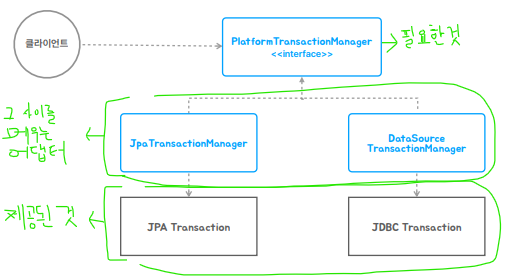 클라이언트
PlatformTransactionManager
<<interface>>
필요한것
그 사이를
메우는
어댑터
JpaTransactionManager
DataSource
TransactionManager
제공된 것
JPA Transaction
JDBC Transaction